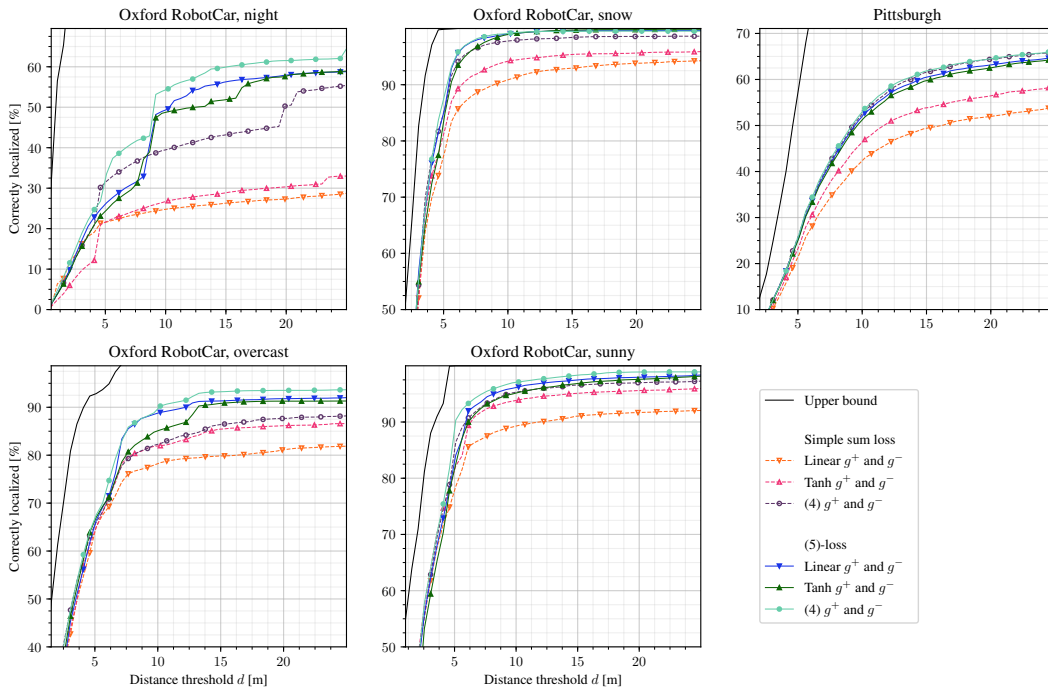 Oxford RobotCar, night
Oxford RobotCar, snow
Pittsburgh
Correctly localized [%]
0
10
20
30
40
50
60
5
10
15
20
50
60
70
80
90
100
5
10
15
20
10
20
30
40
50
60
70
5
10
15
20
Oxford RobotCar, overcast
Oxford RobotCar, sunny
Correctly localized [%]
40
50
60
70
80
90
5
10
15
20
Distance threshold d [m]
50
60
70
80
90
100
5
10
15
20
Distance threshold d [m]
Upper bound
Simple sum loss
Linear g⁺ and g⁻
Tanh g⁺ and g⁻
(4) g⁺ and g⁻
(5)-loss
Linear g⁺ and g⁻
Tanh g⁺ and g⁻
(4) g⁺ and g⁻